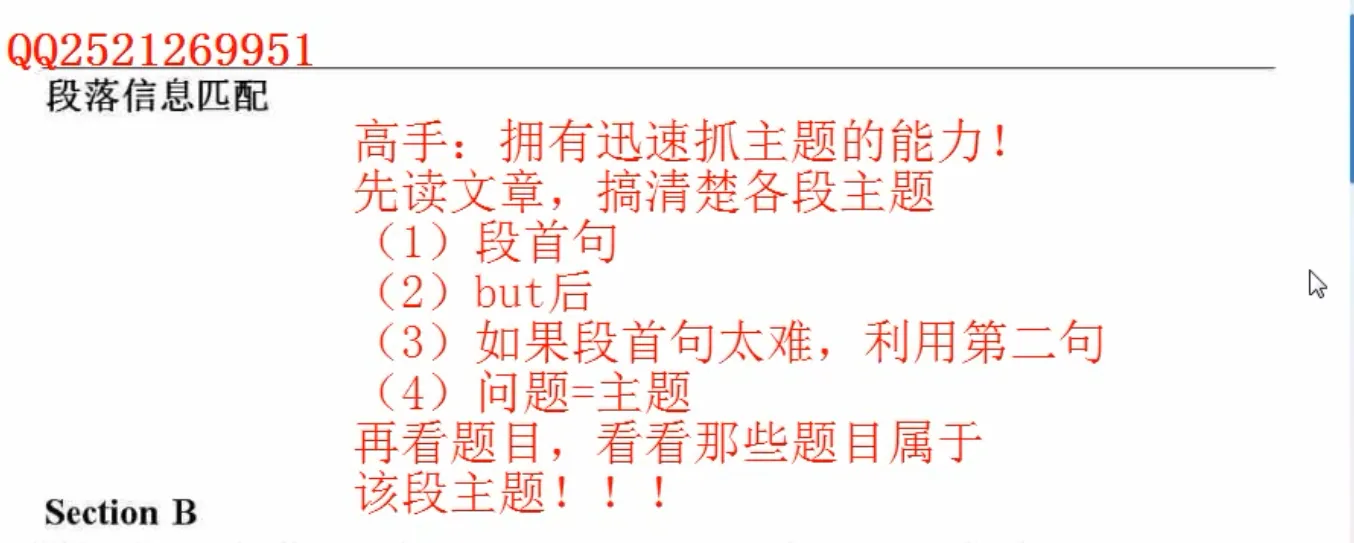 QQ2521269951
段落信息匹配
高手：拥有迅速抓主题的能力！
先读文章，搞清楚各段主题
（1）段首句
（2）but后
（3）如果段首句太难，利用第二句
（4）问题=主题
再看题目，看看那些题目属于
该段主题！！！
Section B